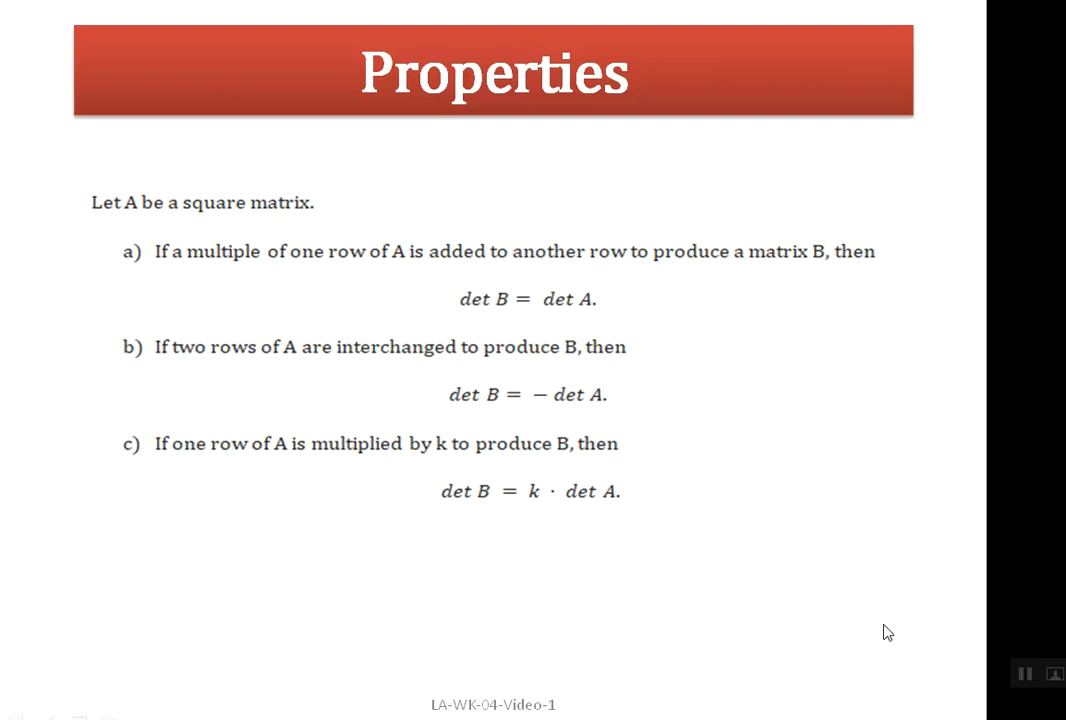 Properties
Let A be a square matrix.
a) If a multiple of one row of A is added to another row to produce a matrix B, then
det B = det A.
b) If two rows of A are interchanged to produce B, then
det B = − det A.
c) If one row of A is multiplied by k to produce B, then
det B = k · det A.
LA-WK-04-Video-1